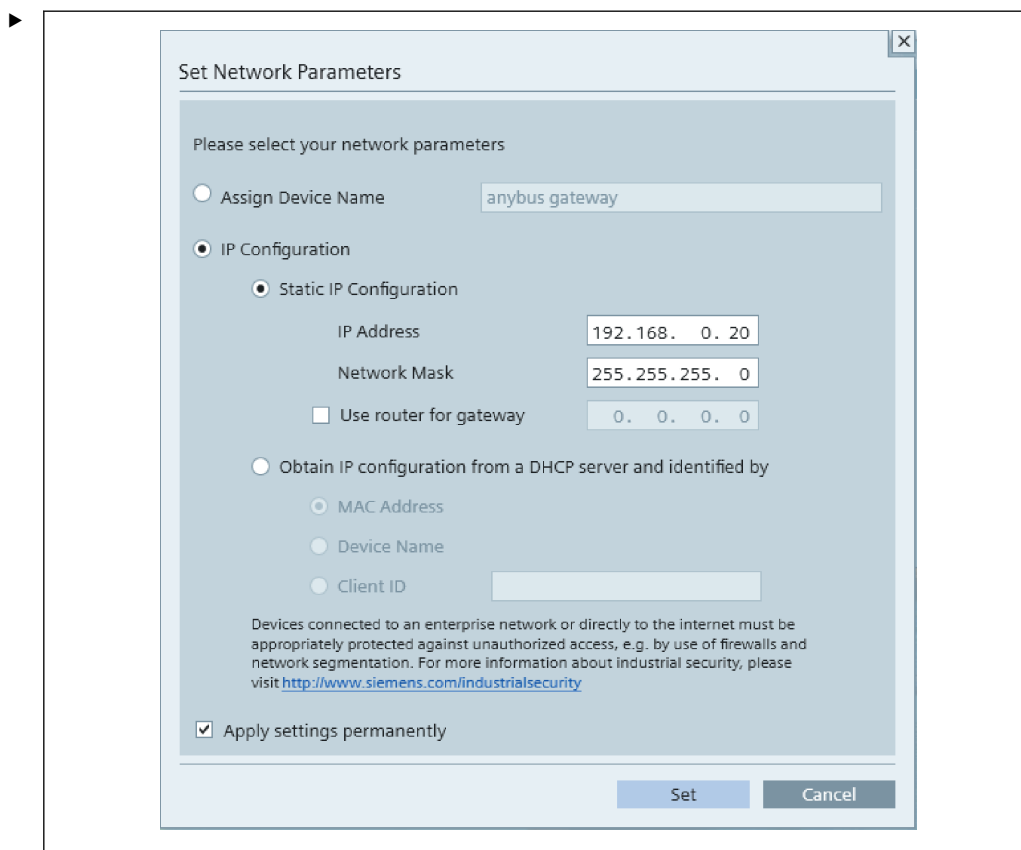 Set Network Parameters
Please select your network parameters
Assign Device Name anybus gateway
IP Configuration
Static IP Configuration
IP Address 192.168. 0. 20
Network Mask 255.255.255. 0
Use router for gateway 0. 0. 0. 0
Obtain IP configuration from a DHCP server and identified by
MAC Address
Device Name
Client ID
Devices connected to an enterprise network or directly to the internet must be
appropriately protected against unauthorized access, e.g. by use of firewalls and
network segmentation. For more information about industrial security, please
visit http://www.siemens.com/industrialsecurity
Apply settings permanently
Set Cancel